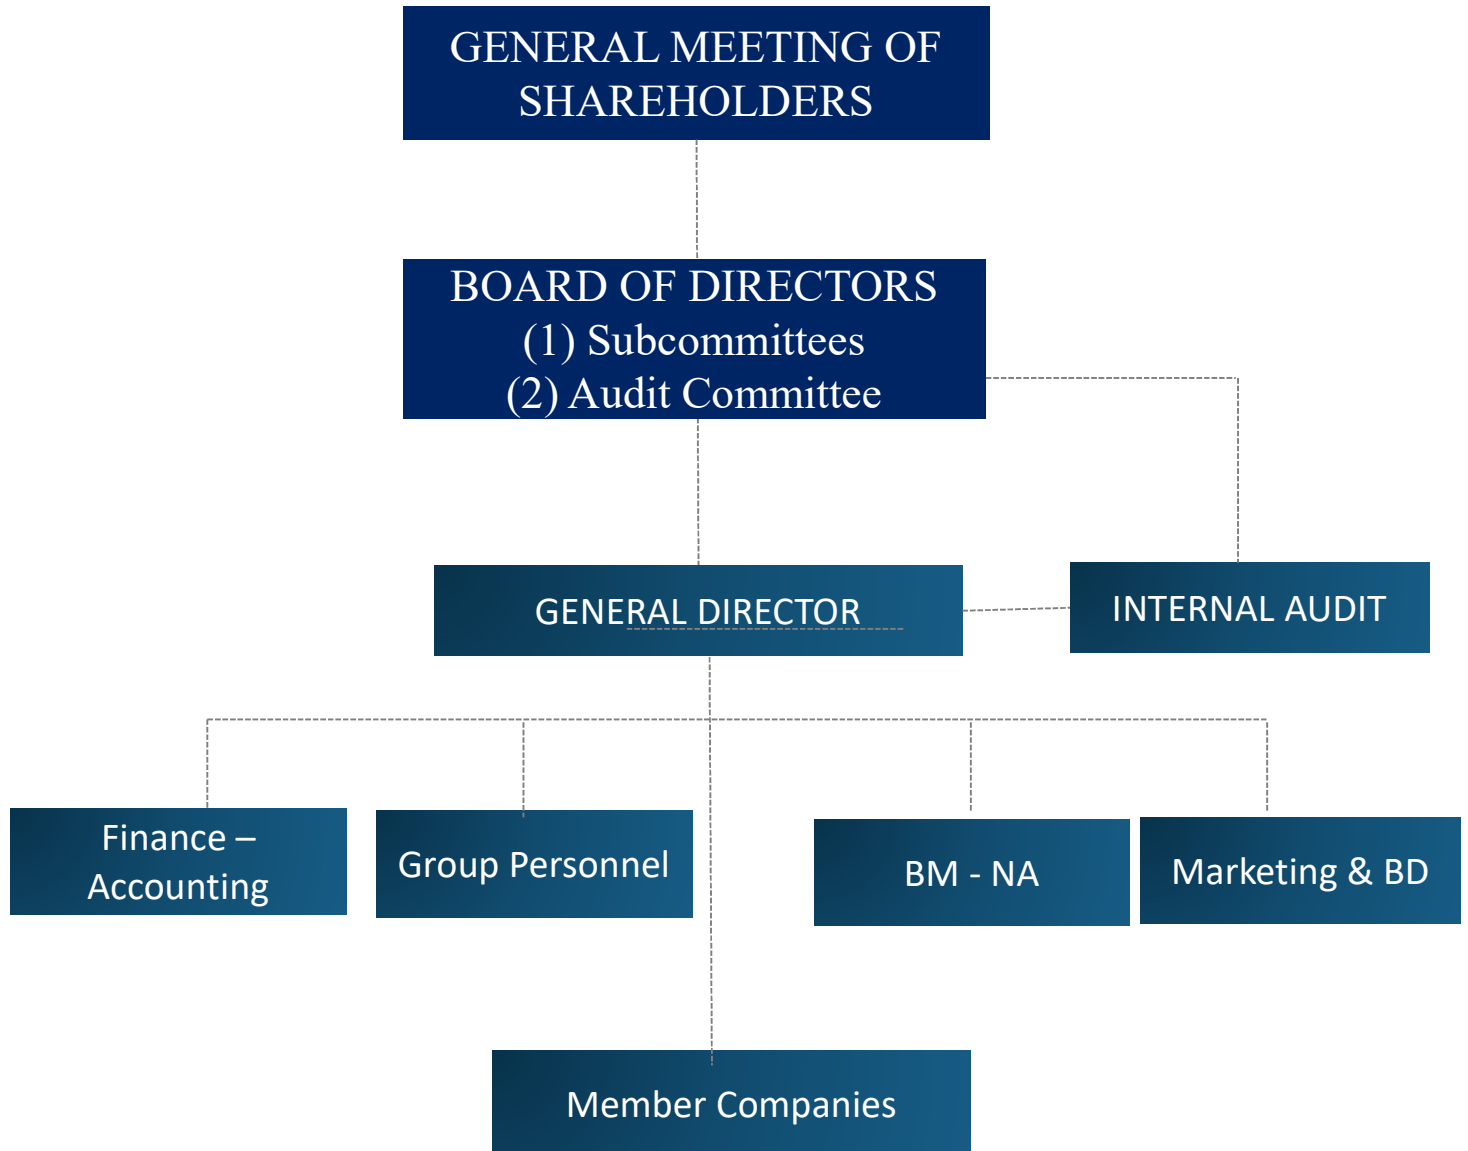 GENERAL MEETING OF
SHAREHOLDERS
BOARD OF DIRECTORS
(1) Subcommittees
(2) Audit Committee
GENERAL DIRECTOR
INTERNAL AUDIT
Finance –
Accounting
Group Personnel
BM - NA
Marketing & BD
Member Companies